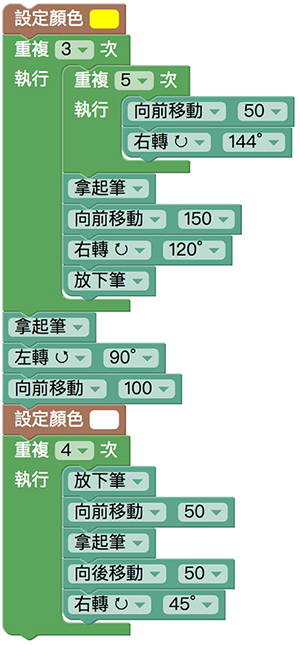 設定顏色
重複 3 次
執行 重複 5 次
執行 向前移動 50
右轉 ↻ 144°
拿起筆
向前移動 150
右轉 ↻ 120°
放下筆
拿起筆
左轉 ↺ 90°
向前移動 100
設定顏色
重複 4 次
執行 放下筆
向前移動 50
拿起筆
向後移動 50
右轉 ↻ 45°